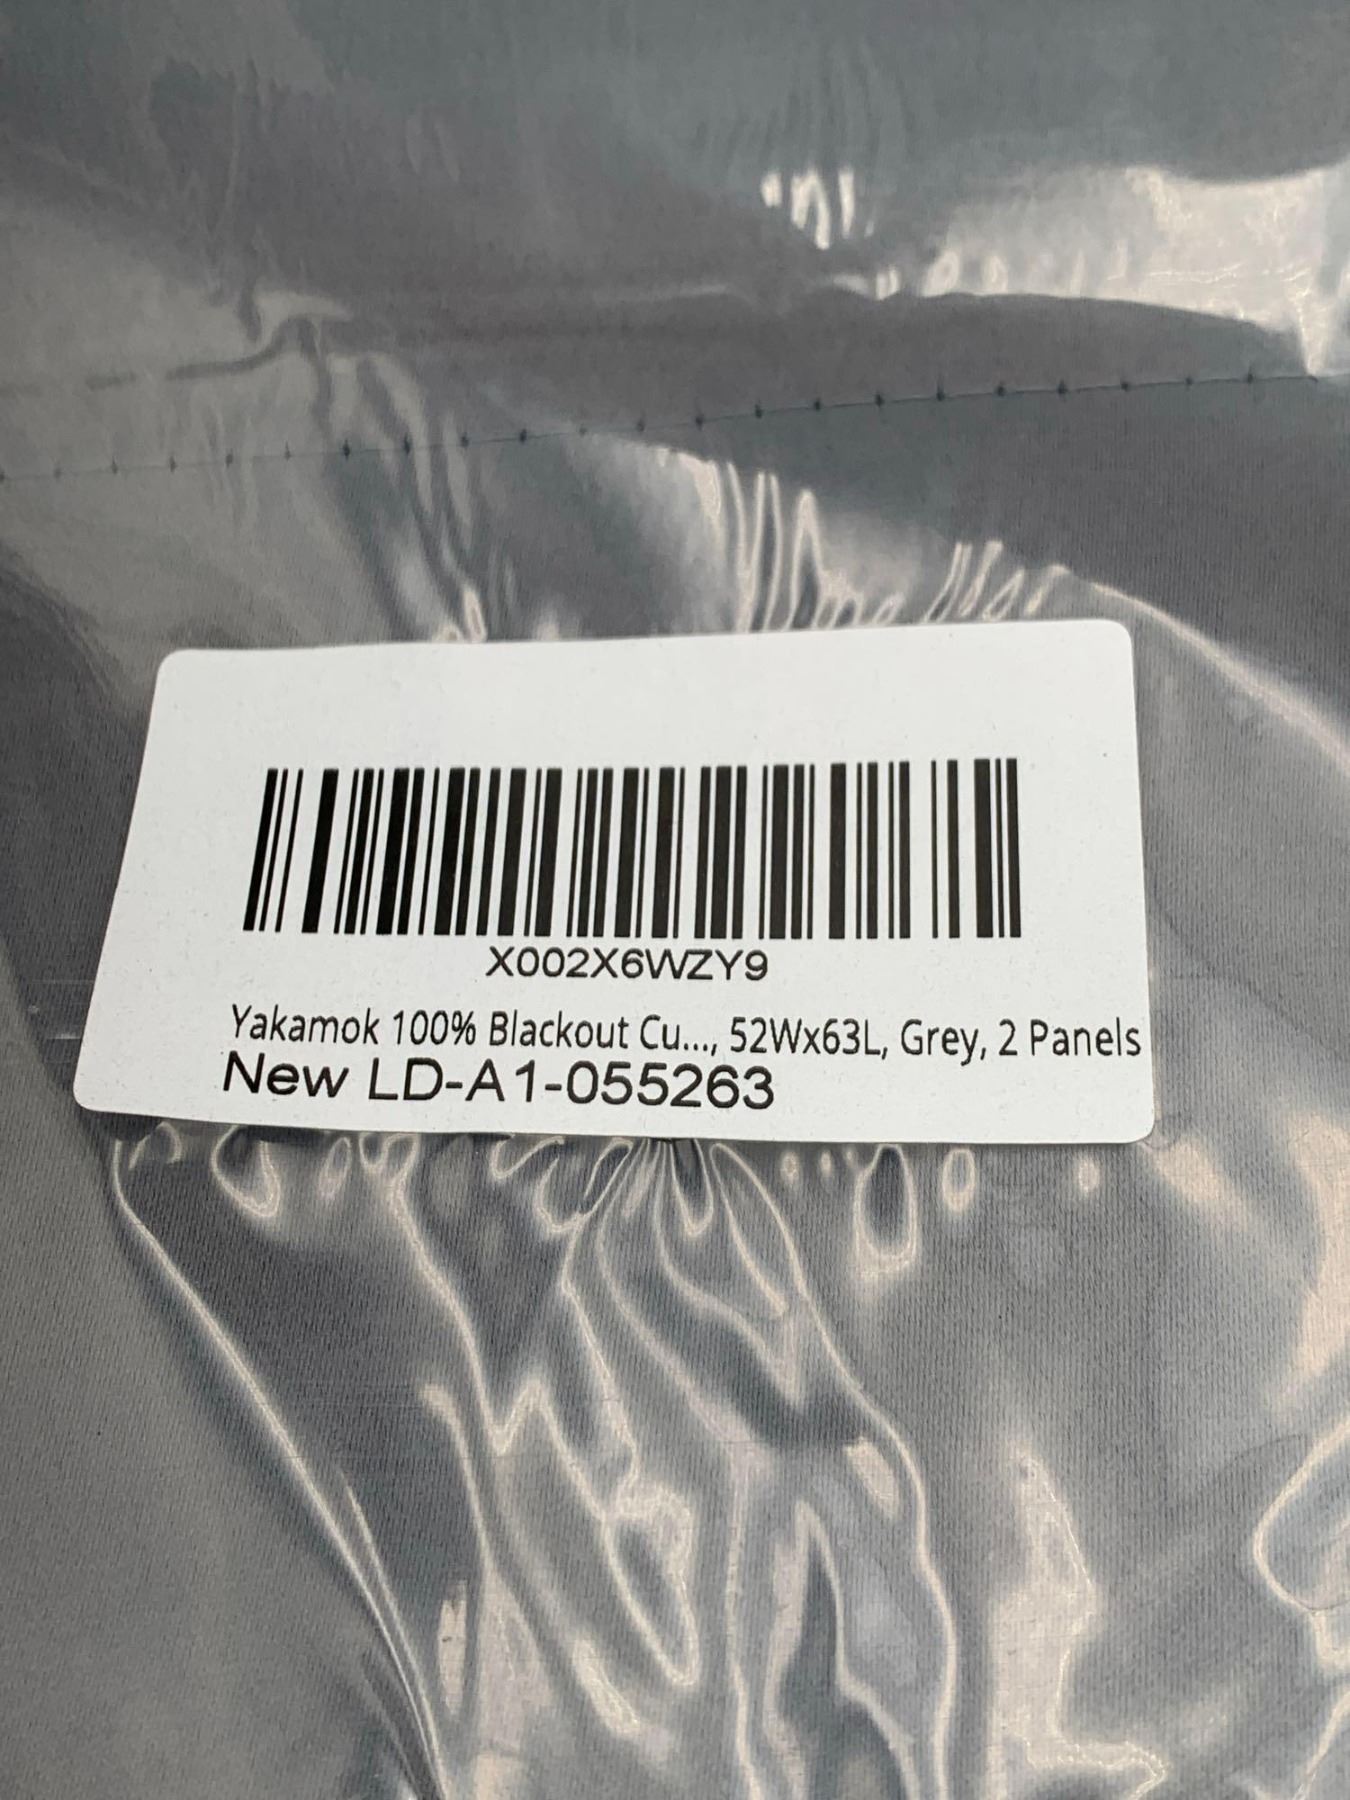 X002X6WZY9
Yakamok 100% Blackout Cu..., 52Wx63L, Grey, 2 Panels
New LD-A1-055263